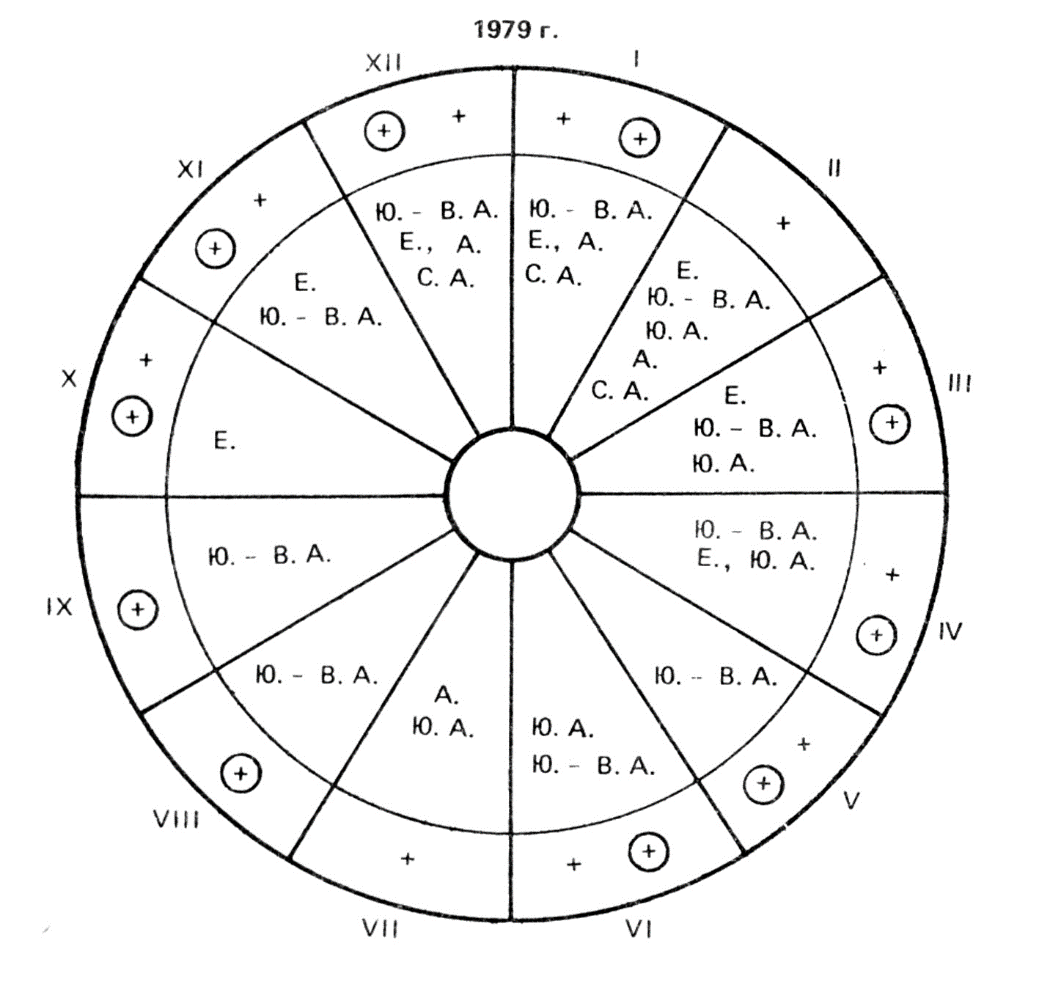 1979 г.
I
+ ⊕
Ю. - В. А.
Е., А.
С. А.
II
+
Е.
Ю. - В. А.
Ю. А.
А.
С. А.
III
+
⊕
Е.
Ю. - В. А.
Ю. А.
IV
+
⊕
Ю. - В. А.
Е., Ю. А.
V
+
⊕
Ю. - В. А.
VI
+ ⊕
Ю. А.
Ю. - В. А.
VII
+
А.
Ю. А.
VIII
⊕
Ю. - В. А.
IX
⊕
Ю. - В. А.
X
+
⊕
Е.
XI
+
⊕
Е.
Ю. - В. А.
XII
⊕ +
Ю. - В. А.
Е., А.
С. А.